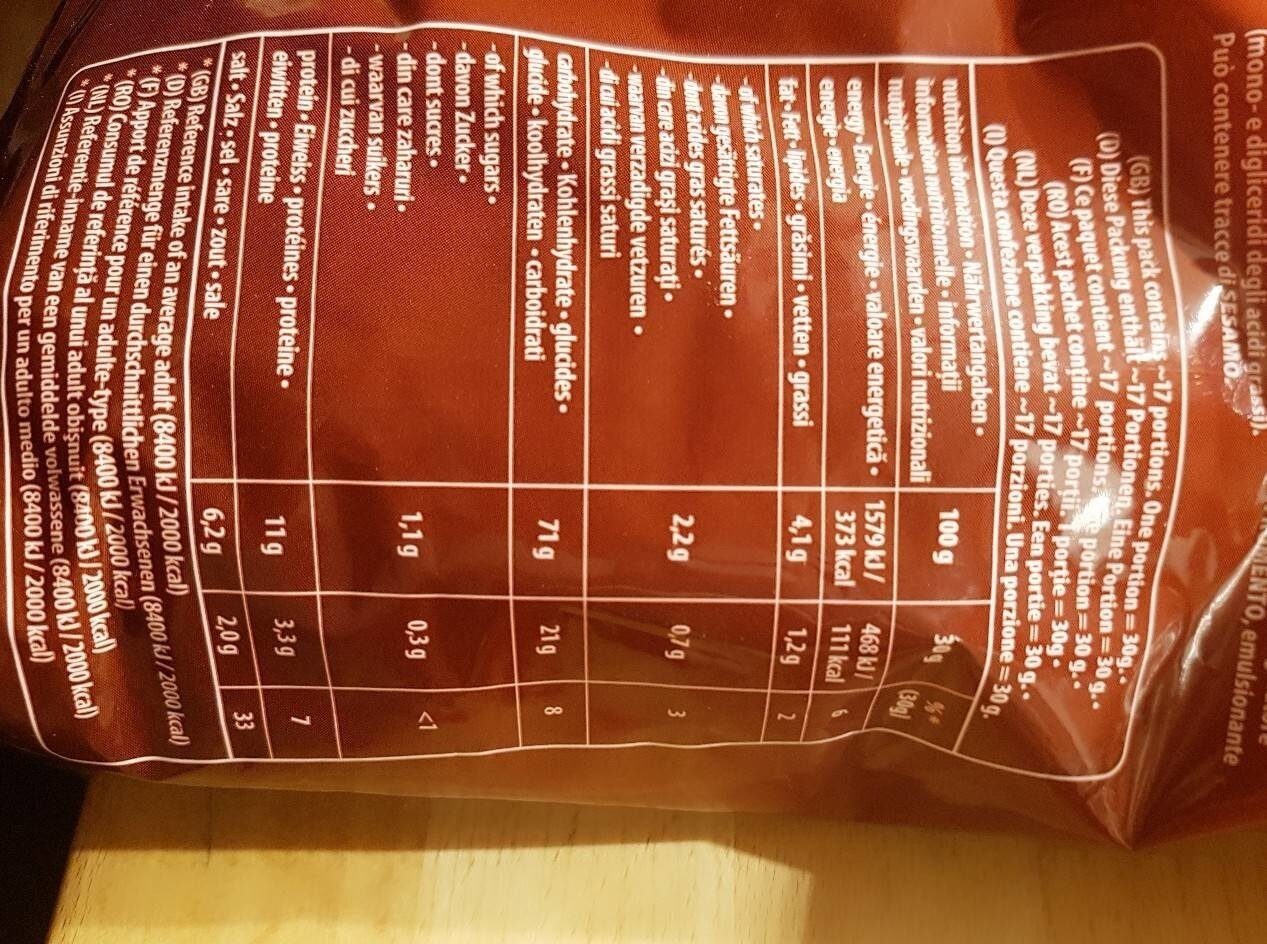 (mono- e digliceridi degli acidi grassi).
MENTO, emulsionante
Può contenere tracce di SESAMO.
(GB) This pack contains ~17 portions. One portion = 30g. •
(D) Diese Packung enthält ~17 Portionen. Eine Portion = 30 g. •
(F) Ce paquet contient ~17 portions. portion = 30 g. •
(RO) Acest pachet conține ~17 porții. 1 porție = 30g •
(NL) Deze verpakking bevat ~17 porties. Een portie = 30 g. •
(I) Questa confezione contiene ~17 porzioni. Una porzione = 30 g.
nutrition information • Nährwertangaben •
information nutritionnelle • informații
nutriționale • voedingswaarden • valori nutrizionali
100 g 30 g %* (30g)
energy • Energie • énergie • valoare energetică •
energie • energia
1579 kJ / 468 kJ /
373 kcal 111 kcal 6
fat • Fett • lipides • grăsimi • vetten • grassi 4,1 g 1,2 g 2
- of which saturates •
- davon gesättigte Fettsäuren •
- dont acides gras saturés •
- din care acizi grași saturați •
- waarvan verzadigde vetzuren •
- di cui acidi grassi saturi
2,2 g 0,7 g 3
carbohydrate • Kohlenhydrate • glucides •
glucide • koolhydraten • carboidrati
71 g 21 g 8
- of which sugars •
- davon Zucker •
- dont sucres •
- din care zaharuri •
- waarvan suikers •
- di cui zuccheri
1,1 g 0,3 g <1
protein • Eiweiss • protéines • proteine •
eiwitten • proteine
11 g 3,3 g 7
salt • Salz • sel • sare • zout • sale 6,2 g 2,0 g 33
* (GB) Reference intake of an average adult (8400 kJ / 2000 kcal)
* (D) Referenzmenge für einen durchschnittlichen Erwachsenen (8400 kJ / 2000 kcal)
* (F) Apport de référence pour un adulte-type (8400 kJ / 2000 kcal)
* (RO) Consumul de referință al unui adult obișnuit (8400 kJ / 2000 kcal)
* (NL) Referentie-inname van een gemiddelde volwassene (8400 kJ / 2000 kcal)
* (I) Assunzioni di riferimento per un adulto medio (8400 kJ / 2000 kcal)